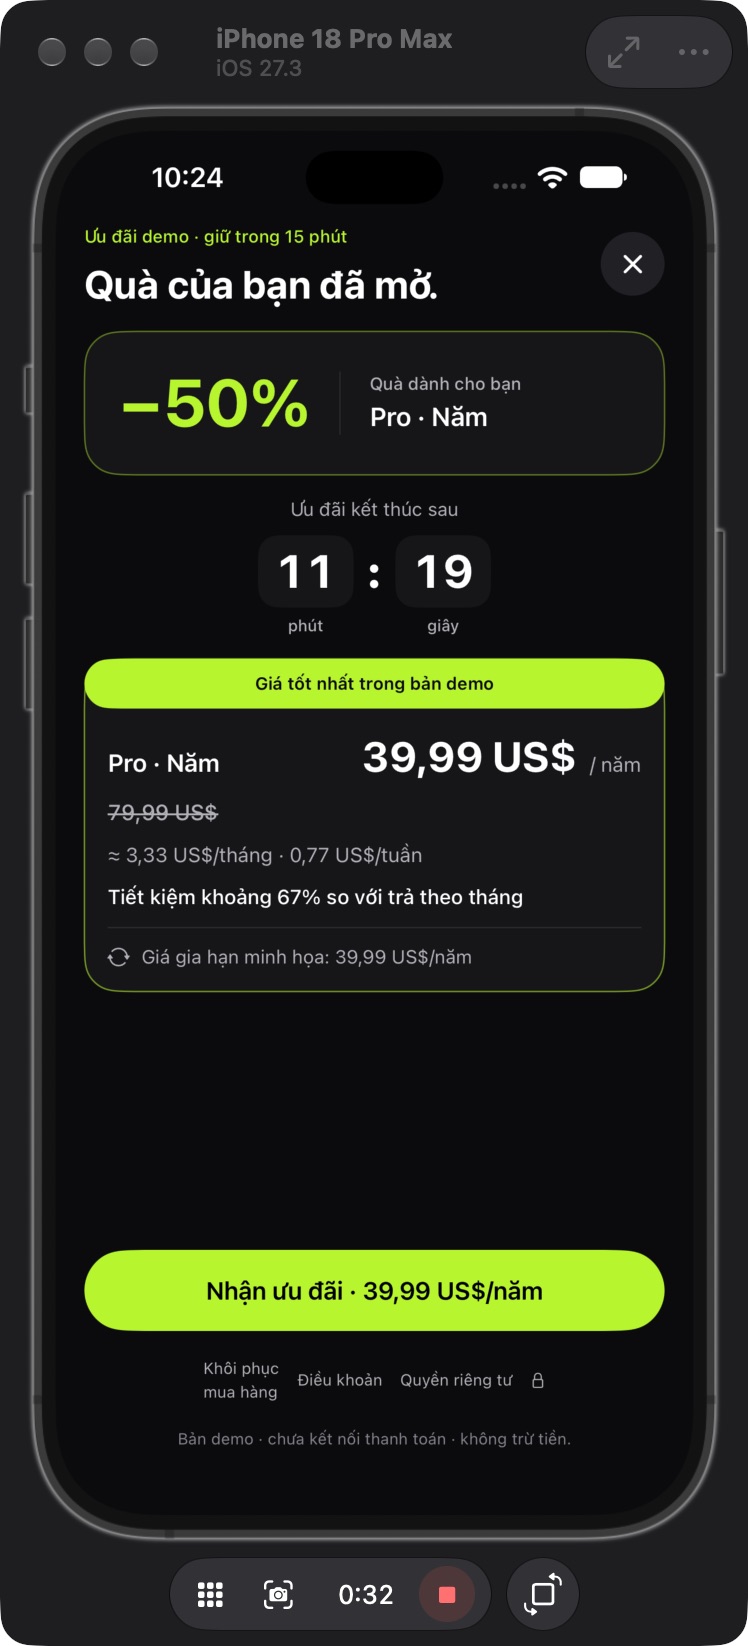 iPhone 18 Pro Max
iOS 27.3
10:24
Ưu đãi demo · giữ trong 15 phút
Quà của bạn đã mở.
−50%
Quà dành cho bạn
Pro · Năm
Ưu đãi kết thúc sau
11 : 19
phút giây
Giá tốt nhất trong bản demo
Pro · Năm 39,99 US$ / năm
79,99 US$
≈ 3,33 US$/tháng · 0,77 US$/tuần
Tiết kiệm khoảng 67% so với trả theo tháng
Giá gia hạn minh họa: 39,99 US$/năm
Nhận ưu đãi · 39,99 US$/năm
Khôi phục
mua hàng
Điều khoản
Quyền riêng tư
Bản demo · chưa kết nối thanh toán · không trừ tiền.
0:32